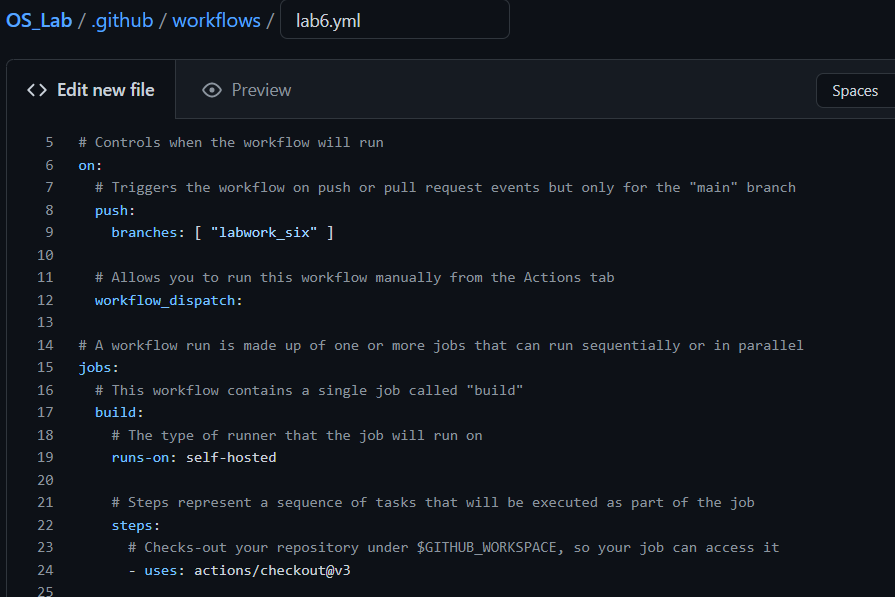 OS_Lab / .github / workflows / lab6.yml
<> Edit new file Preview Spaces
5 # Controls when the workflow will run
6 on:
7 # Triggers the workflow on push or pull request events but only for the "main" branch
8 push:
9 branches: [ "labwork_six" ]
10
11 # Allows you to run this workflow manually from the Actions tab
12 workflow_dispatch:
13
14 # A workflow run is made up of one or more jobs that can run sequentially or in parallel
15 jobs:
16 # This workflow contains a single job called "build"
17 build:
18 # The type of runner that the job will run on
19 runs-on: self-hosted
20
21 # Steps represent a sequence of tasks that will be executed as part of the job
22 steps:
23 # Checks-out your repository under $GITHUB_WORKSPACE, so your job can access it
24 - uses: actions/checkout@v3
25